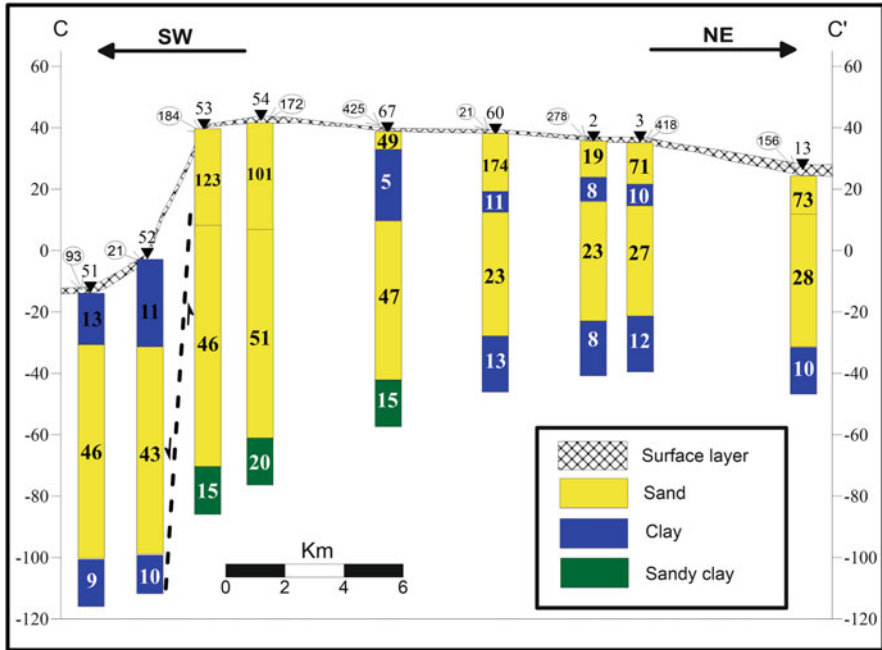 C C'
SW NE
60 60
40 40
20 20
0 0
-20 -20
-40 -40
-60 -60
-80 -80
-100 -100
-120 -120
93 51 13 46 9
21 52 11 43 10
184 53 123 46 15
54 172 101 51 20
425 67 49 5 47 15
21 60 174 11 23 13
278 2 19 8 23 8
3 418 71 10 27 12
156 13 73 28 10
Km
0 2 4 6
Surface layer
Sand
Clay
Sandy clay